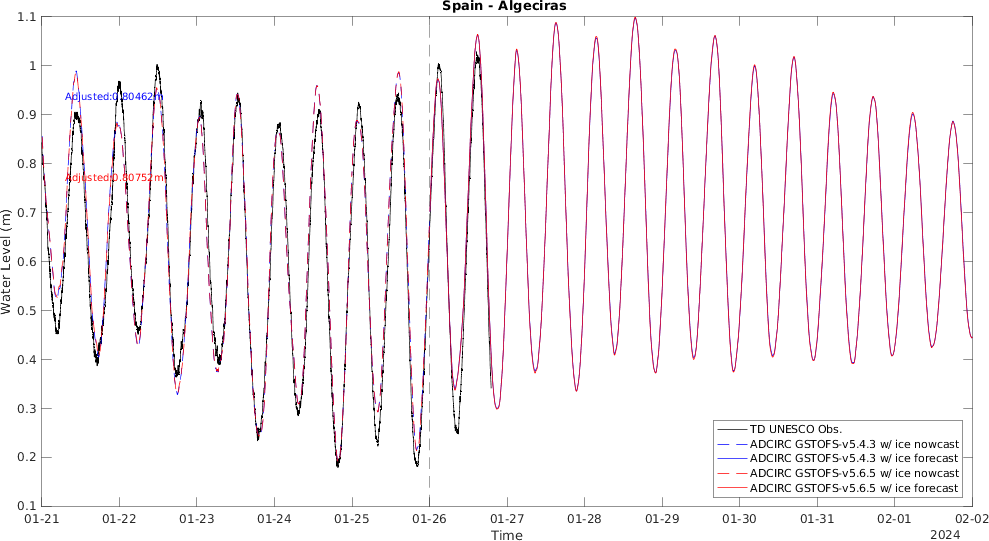 Spain - Algeciras
1.1
1
0.9
0.8
0.7
0.6
0.5
0.4
0.3
0.2
0.1
Water Level (m)
Adjusted:0.80462m
Adjusted:0.80752m
TD UNESCO Obs.
ADCIRC GSTOFS-v5.4.3 w/ ice nowcast
ADCIRC GSTOFS-v5.4.3 w/ ice forecast
ADCIRC GSTOFS-v5.6.5 w/ ice nowcast
ADCIRC GSTOFS-v5.6.5 w/ ice forecast
01-21 01-22 01-23 01-24 01-25 01-26 01-27 01-28 01-29 01-30 01-31 02-01 02-02
Time
2024